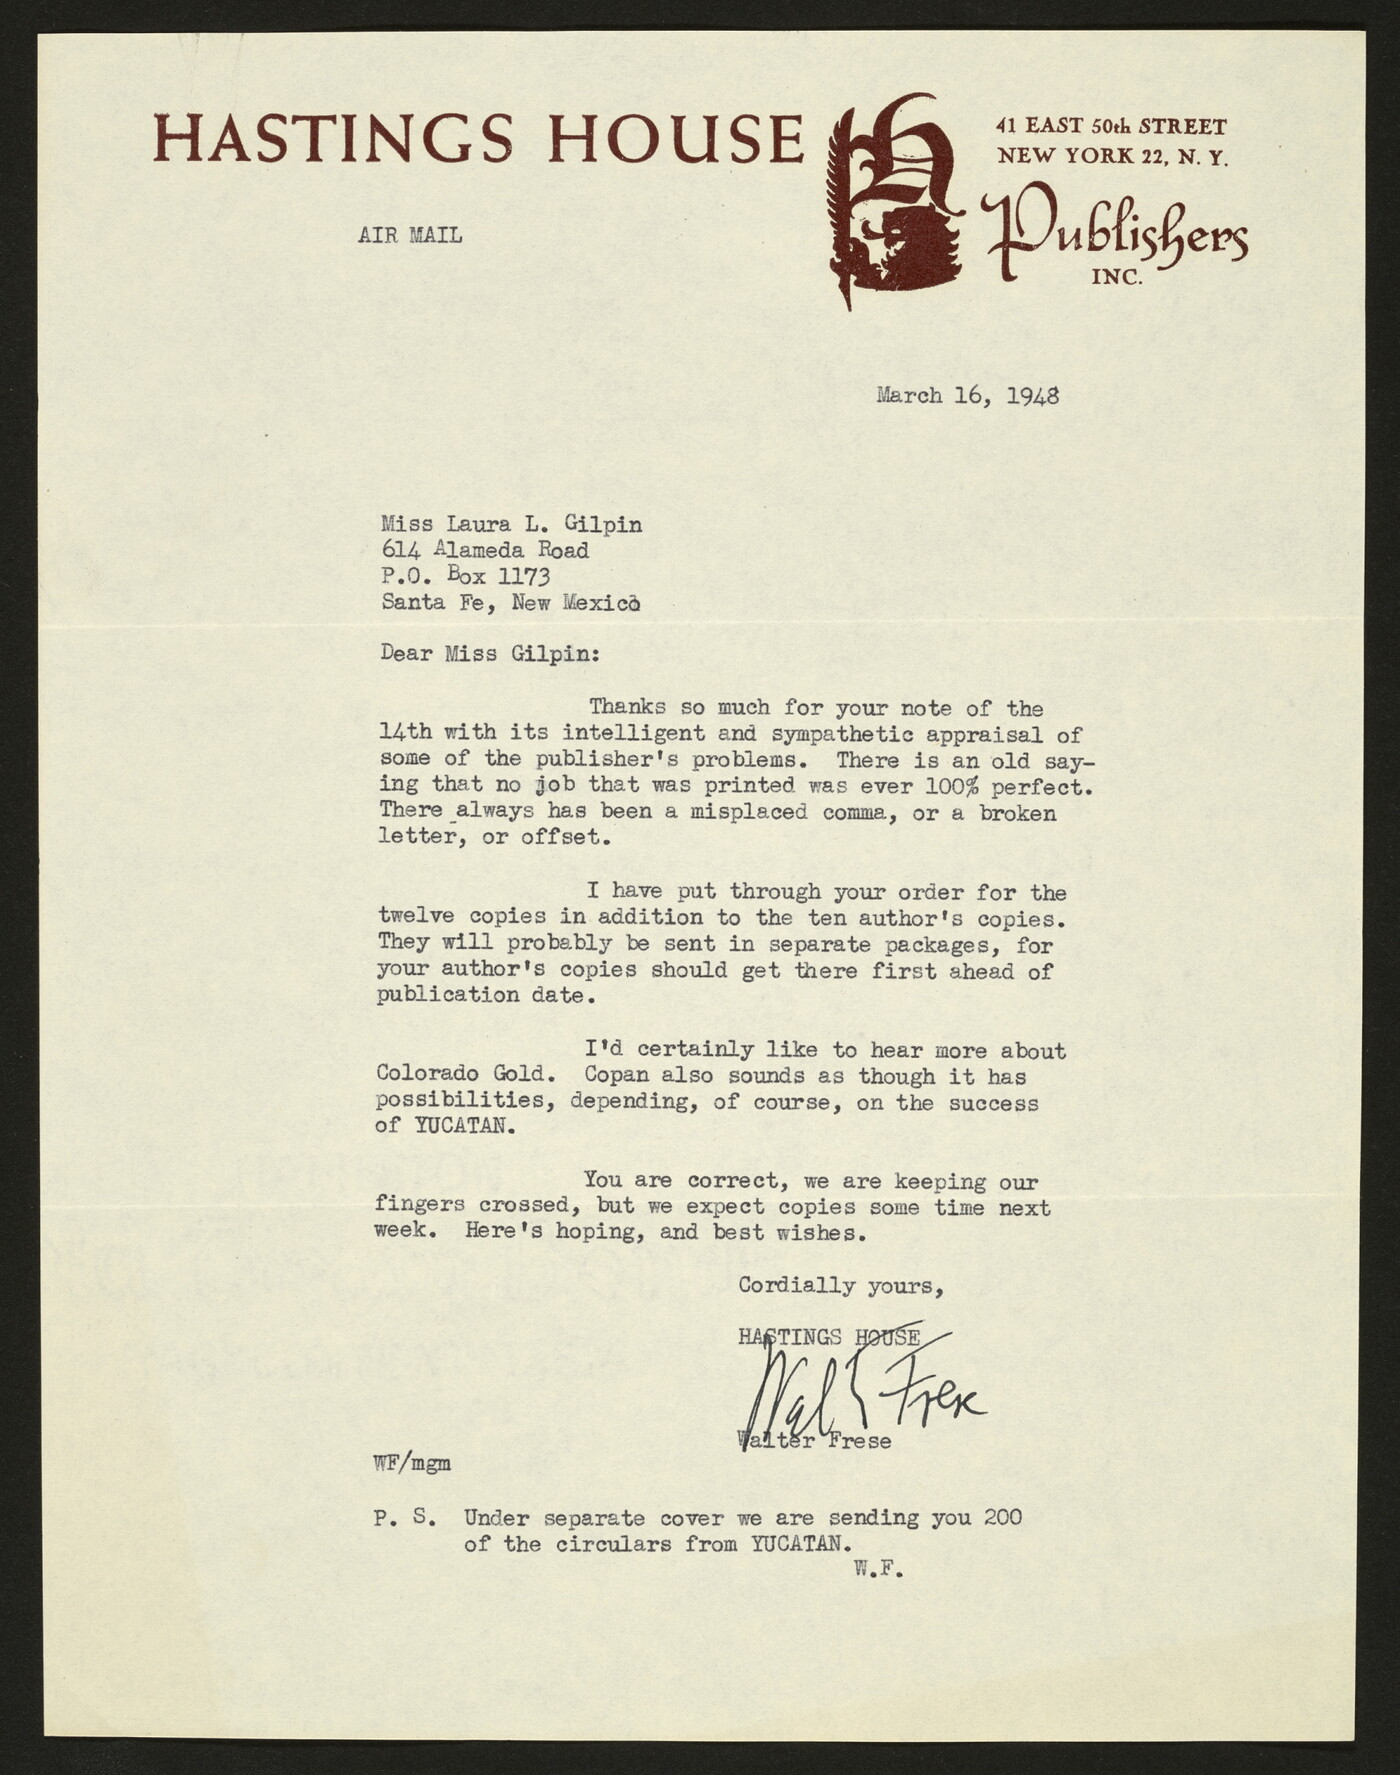 HASTINGS HOUSE
41 EAST 50th STREET
NEW YORK 22, N. Y.
Publishers
INC.
AIR MAIL
March 16, 1948
Miss Laura L. Gilpin
614 Alameda Road
P.O. Box 1173
Santa Fe, New Mexico
Dear Miss Gilpin:
Thanks so much for your note of the
14th with its intelligent and sympathetic appraisal of
some of the publisher's problems. There is an old say-
ing that no job that was printed was ever 100% perfect.
There always has been a misplaced comma, or a broken
letter, or offset.
I have put through your order for the
twelve copies in addition to the ten author's copies.
They will probably be sent in separate packages, for
your author's copies should get there first ahead of
publication date.
I'd certainly like to hear more about
Colorado Gold. Copan also sounds as though it has
possibilities, depending, of course, on the success
of YUCATAN.
You are correct, we are keeping our
fingers crossed, but we expect copies some time next
week. Here's hoping, and best wishes.
Cordially yours,
HASTINGS HOUSE
Walter Frese
Walter Frese
WF/mgm
P. S. Under separate cover we are sending you 200
of the circulars from YUCATAN.
W.F.